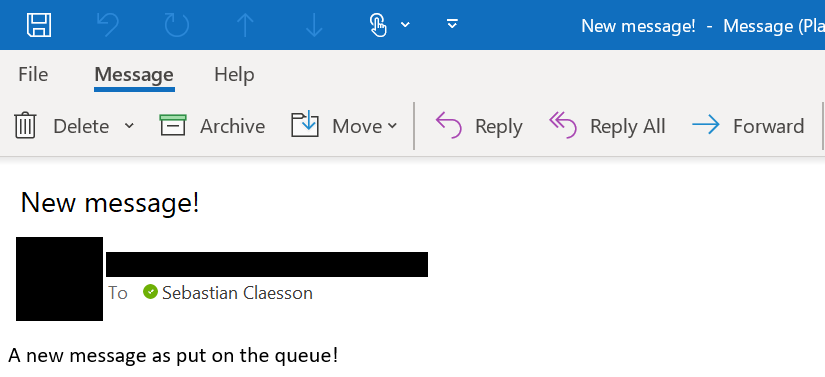 New message! - Message (Pla
File Message Help
Delete Archive Move Reply Reply All Forward
New message!
To Sebastian Claesson
A new message as put on the queue!